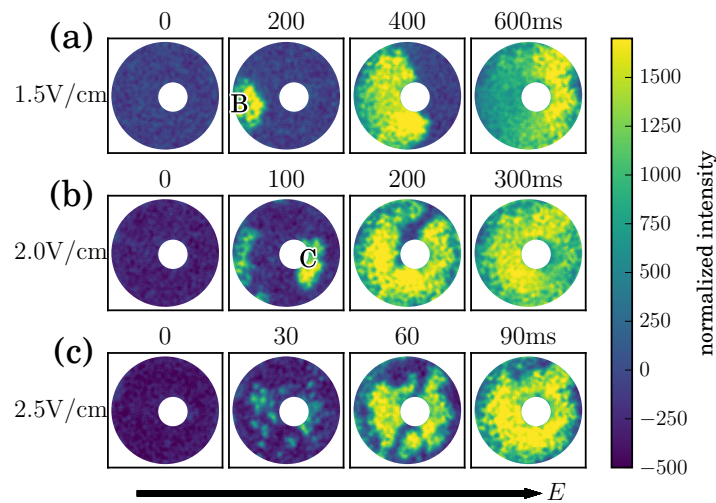 (a)
0 200 400 600ms
1.5V/cm
B
(b)
0 100 200 300ms
2.0V/cm
C
(c)
0 30 60 90ms
2.5V/cm
E
1500
1250
1000
750
500
250
0
−250
−500
normalized intensity